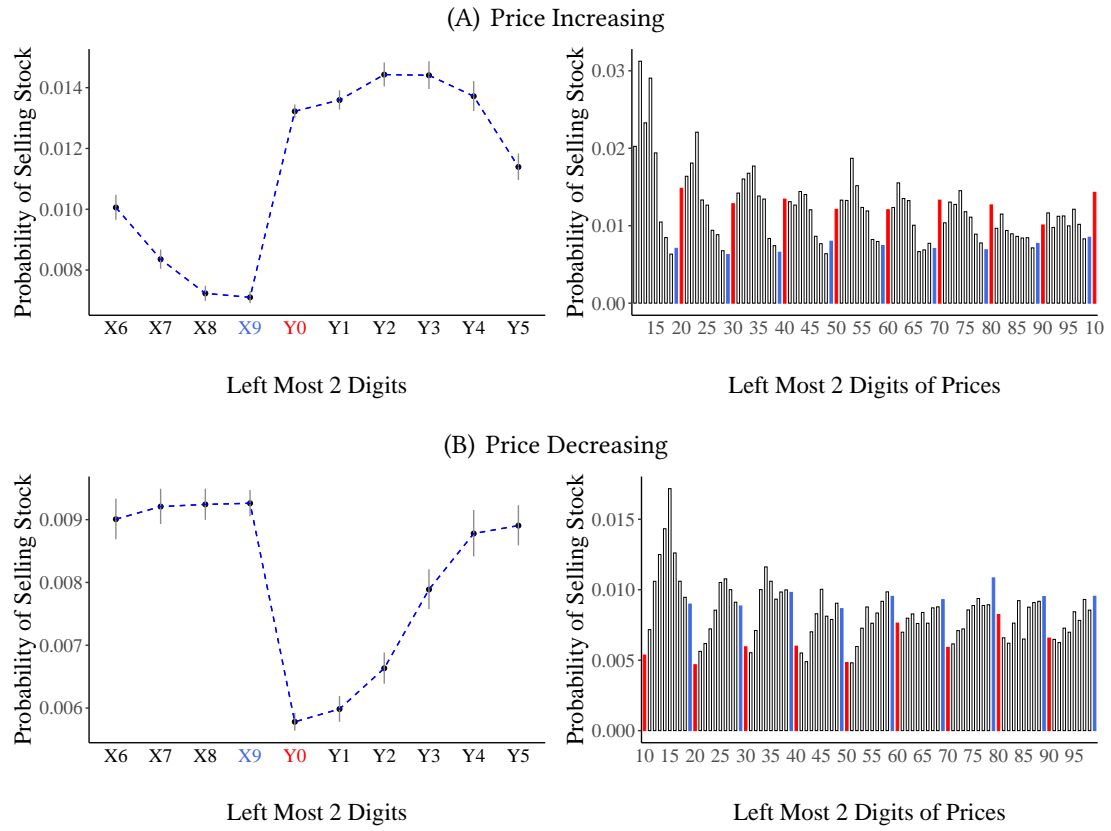 (A) Price Increasing
Probability of Selling Stock
0.014
0.012
0.010
0.008
X6 X7 X8 X9 Y0 Y1 Y2 Y3 Y4 Y5
Left Most 2 Digits
Probability of Selling Stock
0.03
0.02
0.01
0.00
15 20 25 30 35 40 45 50 55 60 65 70 75 80 85 90 95 10
Left Most 2 Digits of Prices
(B) Price Decreasing
Probability of Selling Stock
0.009
0.008
0.007
0.006
X6 X7 X8 X9 Y0 Y1 Y2 Y3 Y4 Y5
Left Most 2 Digits
Probability of Selling Stock
0.015
0.010
0.005
0.000
10 15 20 25 30 35 40 45 50 55 60 65 70 75 80 85 90 95
Left Most 2 Digits of Prices